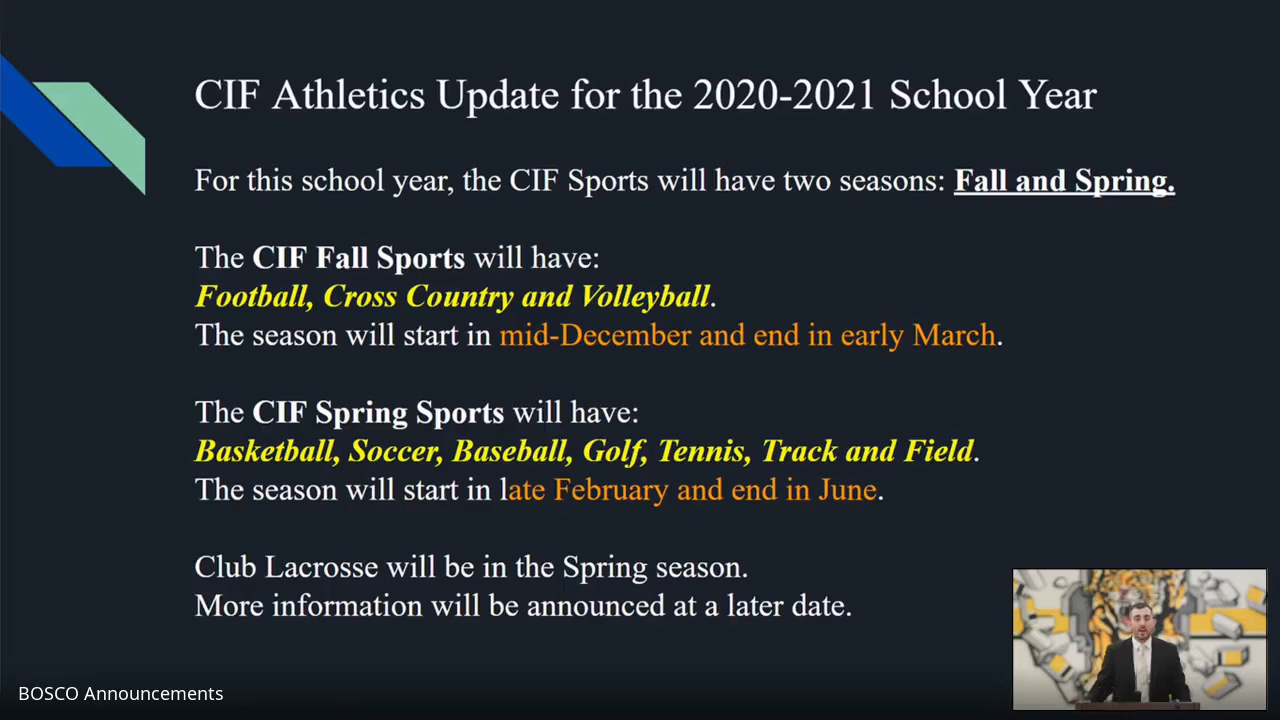 CIF Athletics Update for the 2020-2021 School Year
For this school year, the CIF Sports will have two seasons: Fall and Spring.
The CIF Fall Sports will have:
Football, Cross Country and Volleyball.
The season will start in mid-December and end in early March.
The CIF Spring Sports will have:
Basketball, Soccer, Baseball, Golf, Tennis, Track and Field.
The season will start in late February and end in June.
Club Lacrosse will be in the Spring season.
More information will be announced at a later date.
BOSCO Announcements